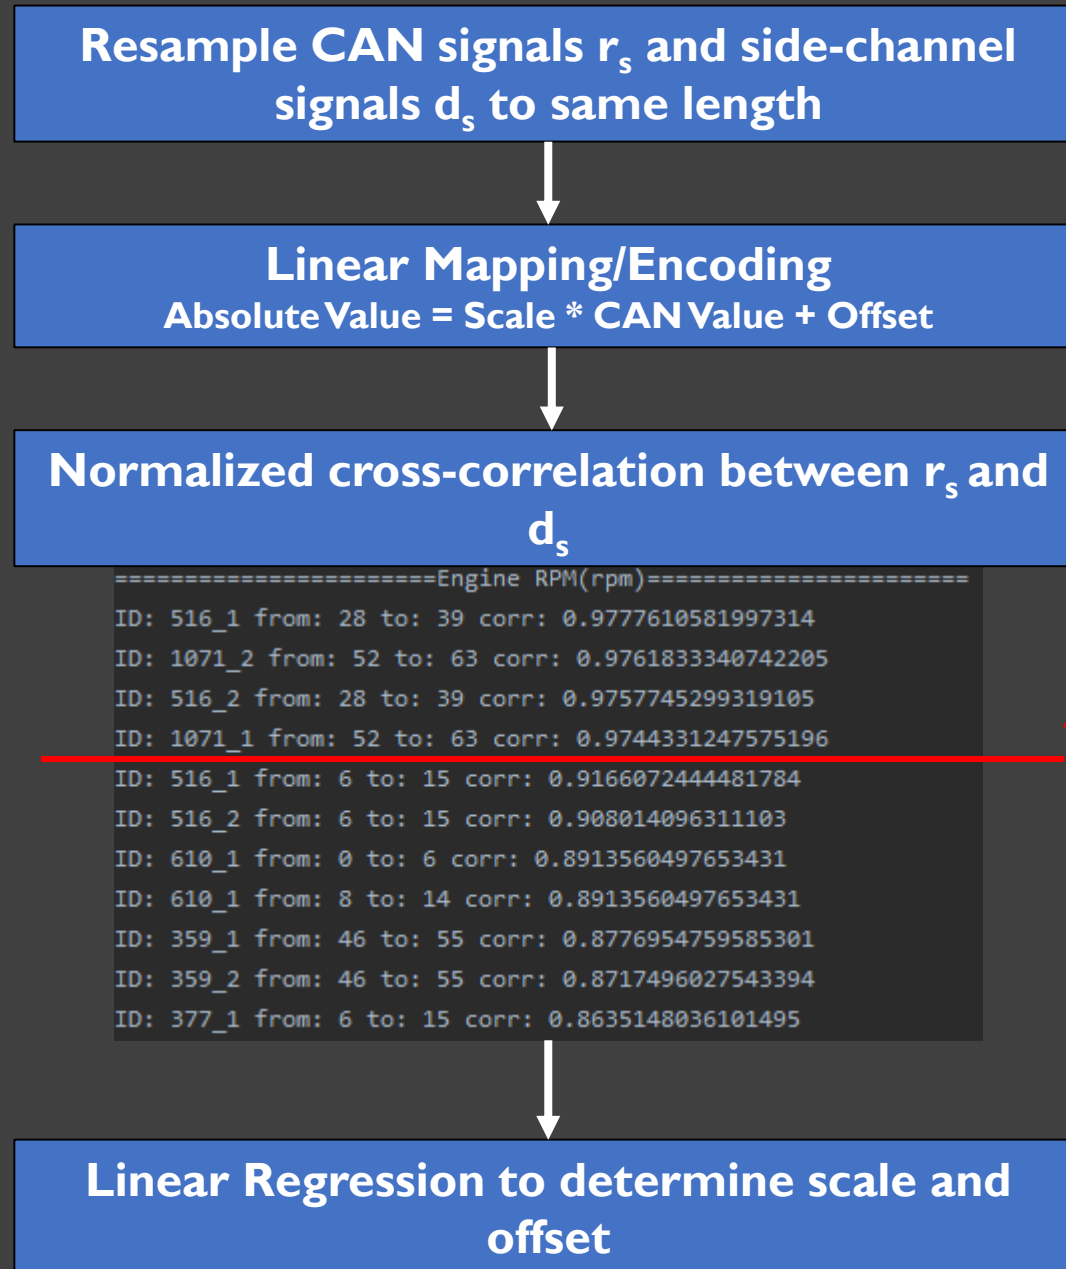 Resample CAN signals rₛ and side-channel
signals dₛ to same length
Linear Mapping/Encoding
Absolute Value = Scale * CAN Value + Offset
Normalized cross-correlation between rₛ and
dₛ
=======================Engine RPM(rpm)=======================
ID: 516_1 from: 28 to: 39 corr: 0.9777610581997314
ID: 1071_2 from: 52 to: 63 corr: 0.9761833340742205
ID: 516_2 from: 28 to: 39 corr: 0.9757745299319105
ID: 1071_1 from: 52 to: 63 corr: 0.9744331247575196
ID: 516_1 from: 6 to: 15 corr: 0.9166072444481784
ID: 516_2 from: 6 to: 15 corr: 0.908014096311103
ID: 610_1 from: 0 to: 6 corr: 0.8913560497653431
ID: 610_1 from: 8 to: 14 corr: 0.8913560497653431
ID: 359_1 from: 46 to: 55 corr: 0.8776954759585301
ID: 359_2 from: 46 to: 55 corr: 0.8717496027543394
ID: 377_1 from: 6 to: 15 corr: 0.8635148036101495
Linear Regression to determine scale and
offset